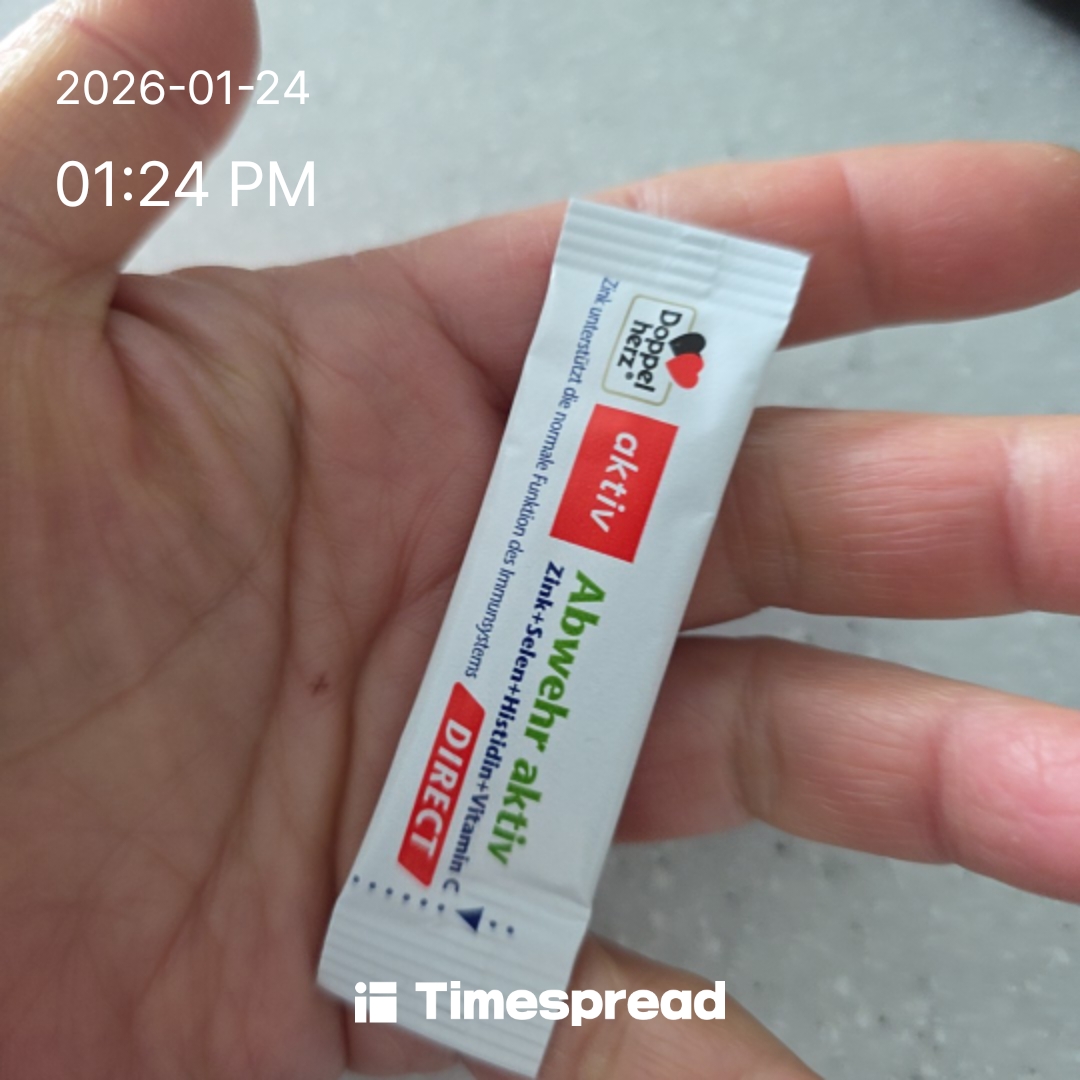 2026-01-24
01:24 PM
Doppel
herz®
aktiv
Abwehr aktiv
Zink+Selen+Histidin+Vitamin C
Zink unterstützt die normale Funktion des Immunsystems
DIRECT
Timespread